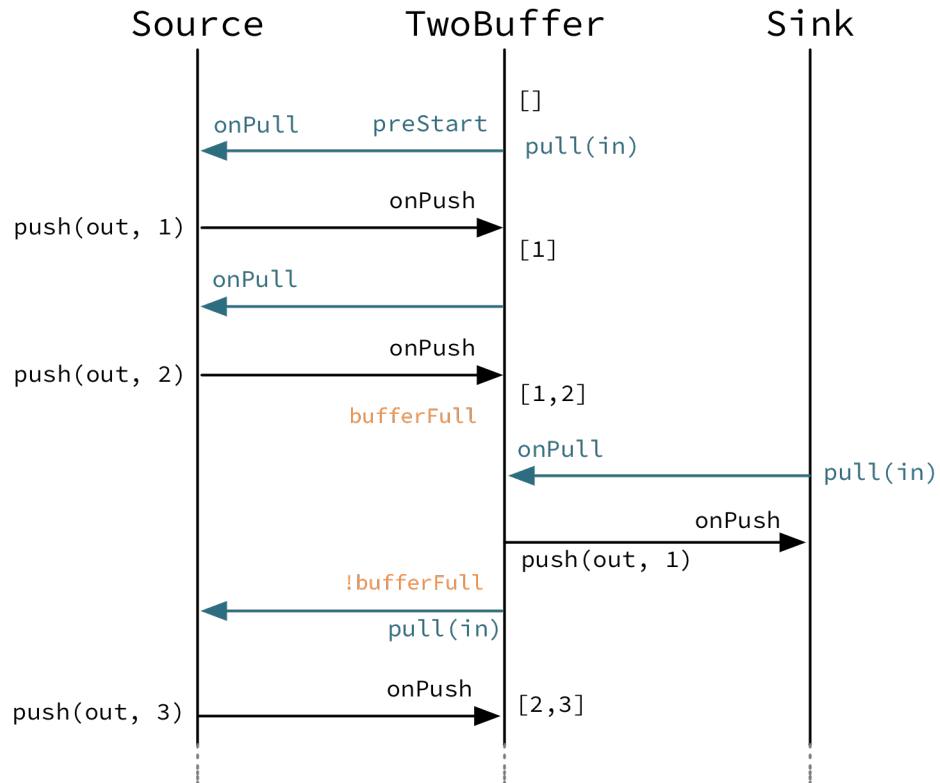 Source TwoBuffer Sink
[]
onPull preStart
pull(in)
onPush
push(out, 1)
[1]
onPull
onPush
push(out, 2)
[1,2]
bufferFull
onPull
pull(in)
onPush
push(out, 1)
!bufferFull
pull(in)
onPush
[2,3]
push(out, 3)